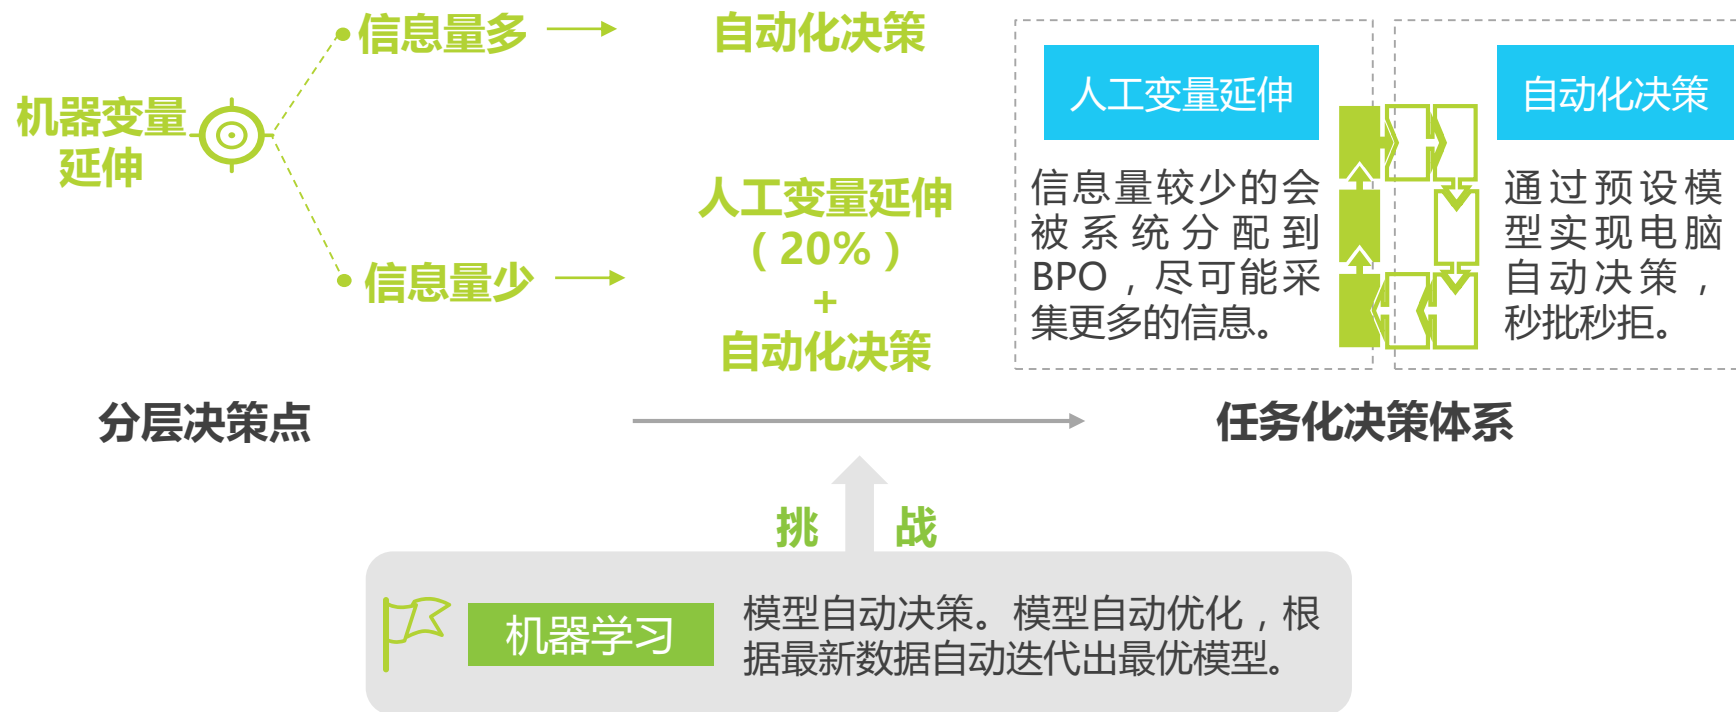 机器变量
延伸
信息量多
自动化决策
信息量少
人工变量延伸
（20%）
+
自动化决策
人工变量延伸
信息量较少的会
被系统分配到
BPO，尽可能采
集更多的信息。
自动化决策
通过预设模
型实现电脑
自动决策，
秒批秒拒。
分层决策点
任务化决策体系
挑 战
机器学习
模型自动决策。模型自动优化，根
据最新数据自动迭代出最优模型。